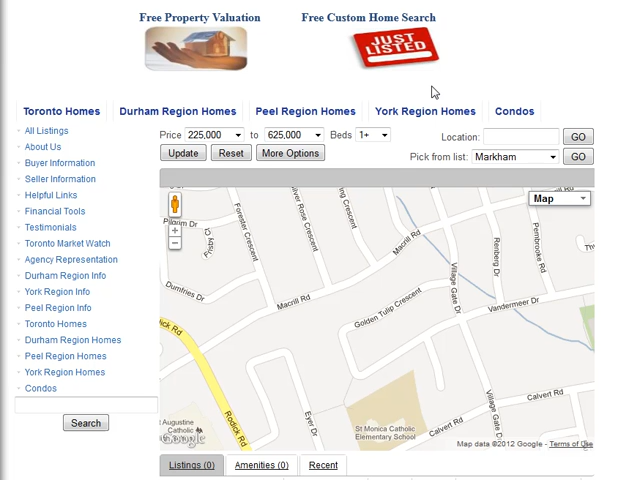 Free Property Valuation
Free Custom Home Search
JUST LISTED
Toronto Homes Durham Region Homes Peel Region Homes York Region Homes Condos
All Listings
About Us
Buyer Information
Seller Information
Helpful Links
Financial Tools
Testimonials
Toronto Market Watch
Agency Representation
Durham Region Info
York Region Info
Peel Region Info
Toronto Homes
Durham Region Homes
Peel Region Homes
York Region Homes
Condos
Search
Price 225,000 to 625,000 Beds 1+
Location: GO
Update Reset More Options
Pick from list: Markham GO
Map
Pilgrim Dr
Forester Crescent
Silver Rose Crescent
Macrill Rd
Village Gate Dr
Renberg Dr
Pembrooke Rd
Dumfries Dr
Macrill Rd
Golden Tulip Crescent
Vandermeer Dr
Rodick Rd
Eyer Dr
St Monica Catholic
Elementary School
Calvert Rd
Calvert Rd
Village Gate Dr
Augustine
Catholic
Google
Map data ©2012 Google - Terms of Use
Listings (0) Amenities (0) Recent